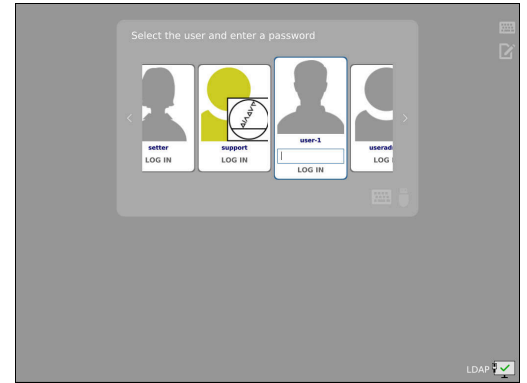 Select the user and enter a password
setter
LOG IN
support
LOG IN
user-1
LOG IN
userad
LOG I
LDAP